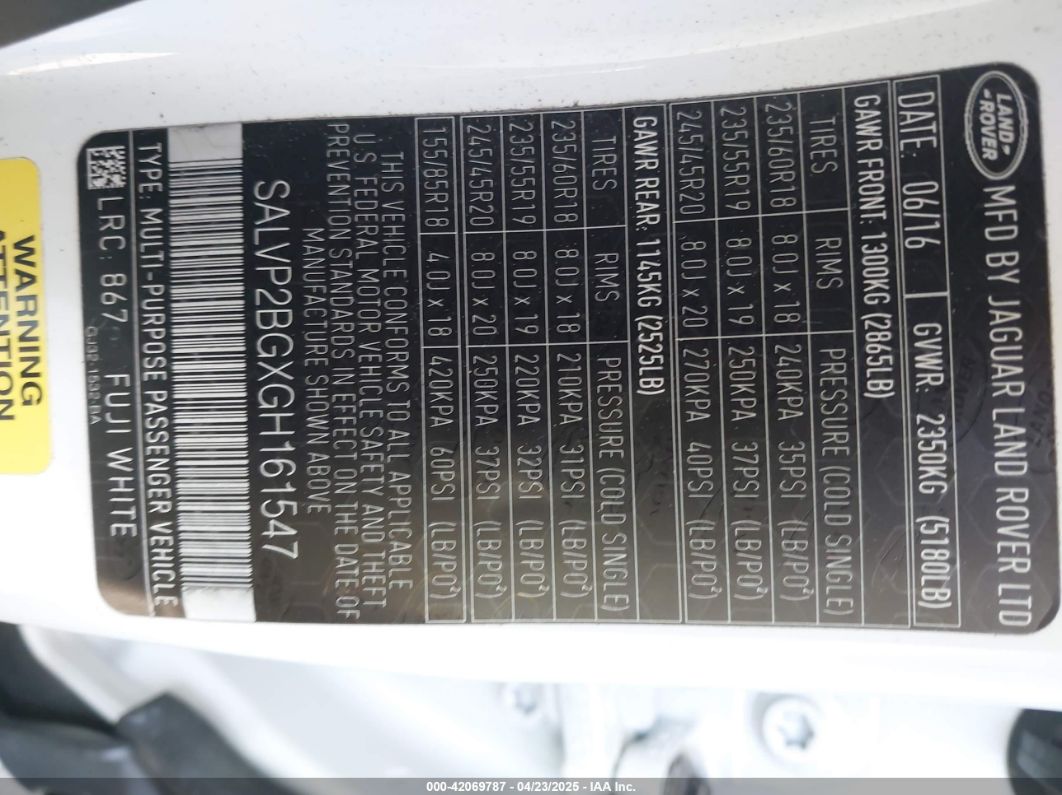 LAND-
-ROVER
MFD BY JAGUAR LAND ROVER LTD
DATE: 06/16 GVWR: 2350KG (5180LB)
GAWR FRONT: 1300KG (2865LB)
TIRES RIMS PRESSURE (COLD SINGLE)
235/60R18 8.0J x 18 240KPA 35PSI (LB/PO²)
235/55R19 8.0J x 19 250KPA 37PSI (LB/PO²)
245/45R20 8.0J x 20 270KPA 40PSI (LB/PO²)
GAWR REAR: 1145KG (2525LB)
TIRES RIMS PRESSURE (COLD SINGLE)
235/60R18 8.0J x 18 210KPA 31PSI (LB/PO²)
235/55R19 8.0J x 19 220KPA 32PSI (LB/PO²)
245/45R20 8.0J x 20 250KPA 37PSI (LB/PO²)
155/85R18 4.0J x 18 420KPA 60PSI (LB/PO²)
THIS VEHICLE CONFORMS TO ALL APPLICABLE
U.S. FEDERAL MOTOR VEHICLE SAFETY AND THEFT
PREVENTION STANDARDS IN EFFECT ON THE DATE OF
MANUFACTURE SHOWN ABOVE
SALVP2BGXGH161547
TYPE: MULTI-PURPOSE PASSENGER VEHICLE
LRC: 867 FUJI WHITE
WARNING
ATTENTION
000-42069787 - 04/23/2025 - IAA Inc.